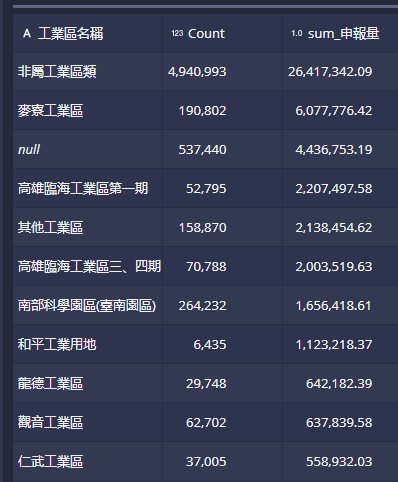 A 工業區名稱 123 Count 1.0 sum_申報量
非屬工業區類 4,940,993 26,417,342.09
麥寮工業區 190,802 6,077,776.42
null 537,440 4,436,753.19
高雄臨海工業區第一期 52,795 2,207,497.58
其他工業區 158,870 2,138,454.62
高雄臨海工業區三、四期 70,788 2,003,519.63
南部科學園區(臺南園區) 264,232 1,656,418.61
和平工業用地 6,435 1,123,218.37
龍德工業區 29,748 642,182.39
觀音工業區 62,702 637,839.58
仁武工業區 37,005 558,932.03